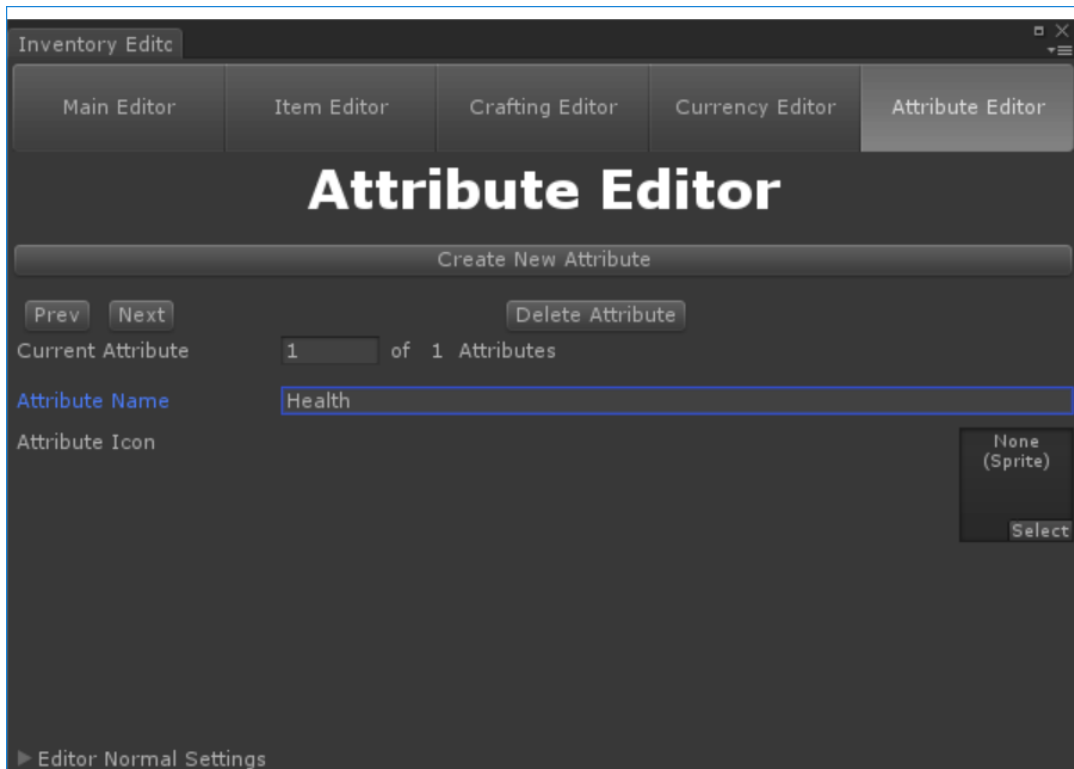 Inventory Editc
Main Editor Item Editor Crafting Editor Currency Editor Attribute Editor
Attribute Editor
Create New Attribute
Prev Next Delete Attribute
Current Attribute 1 of 1 Attributes
Attribute Name Health
Attribute Icon None
(Sprite)
Select
Editor Normal Settings